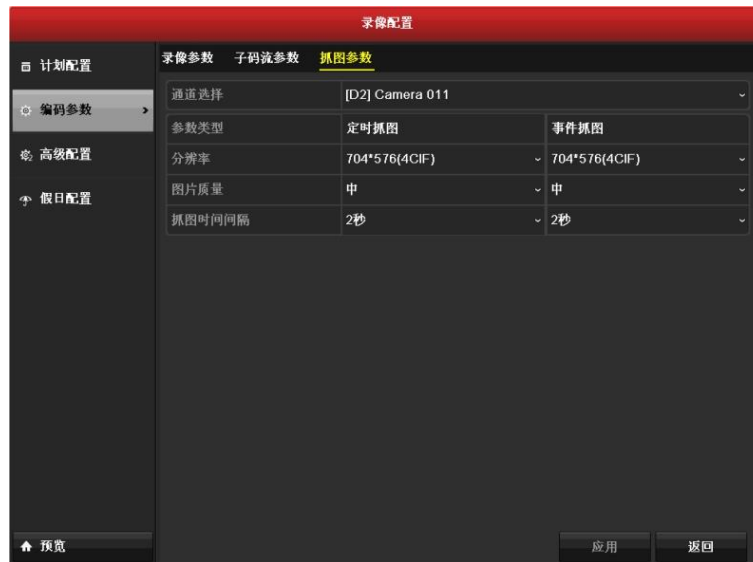 录像配置
计划配置
编码参数
高级配置
假日配置
预览
录像参数 子码流参数 抓图参数
通道选择 [D2] Camera 011
参数类型 定时抓图 事件抓图
分辨率 704*576(4CIF) 704*576(4CIF)
图片质量 中 中
抓图时间间隔 2秒 2秒
应用 返回